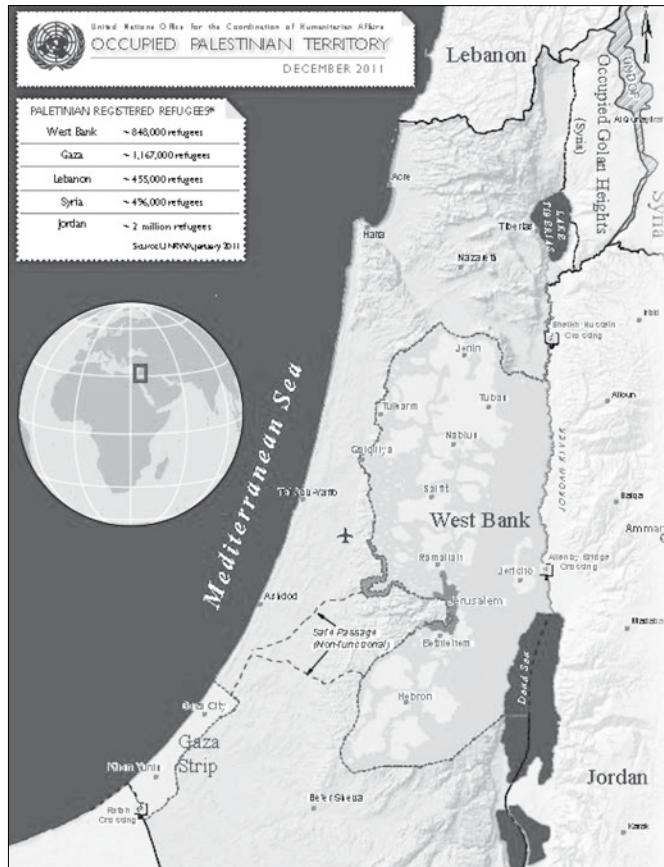 United Nations Office for the Coordination of Humanitarian Affairs
OCCUPIED PALESTINIAN TERRITORY
DECEMBER 2011
PALETINIAN REGISTERED REFUGEES*
West Bank ~ 848,000 refugees
Gaza ~ 1,167,000 refugees
Lebanon ~ 455,000 refugees
Syria ~ 496,000 refugees
Jordan ~ 2 million refugees
Source: UNRWA, January 2011
Lebanon
UNDOF
Occupied Golan Heights
(Syria)
Syria
Acre
Haifa
Tiberias
LAKE
TIBERIAS
Nazareth
Sheikh Hussein
Crossing
Irbid
Jenin
Tubas
Tulkarm
Nablus
Qalqiliya
Salfit
Mediterranean Sea
JORDAN RIVER
Balqa
West Bank
Ramallah
Jericho
Allenby Bridge
Crossing
Jerusalem
Ashdod
Safe Passage
(Non-functional)
Bethlehem
Madaba
Dead Sea
Hebron
Gaza City
Gaza
Strip
Khan Yunis
Rafah
Crossing
Be'er Sheva
Jordan
Karak